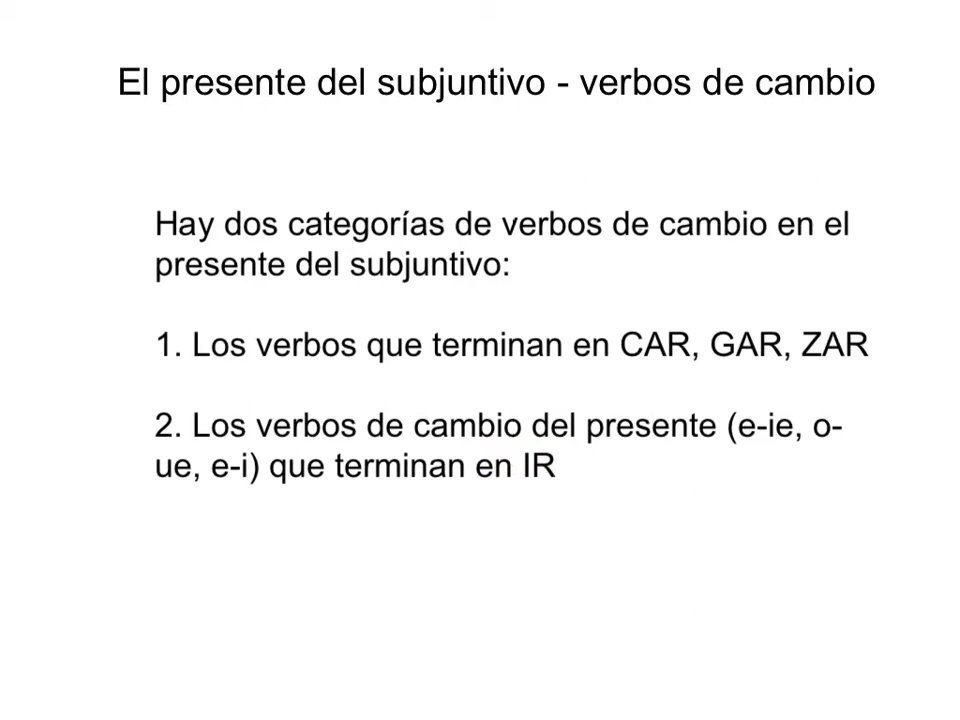 El presente del subjuntivo - verbos de cambio
Hay dos categorías de verbos de cambio en el
presente del subjuntivo:
1. Los verbos que terminan en CAR, GAR, ZAR
2. Los verbos de cambio del presente (e-ie, o-
ue, e-i) que terminan en IR